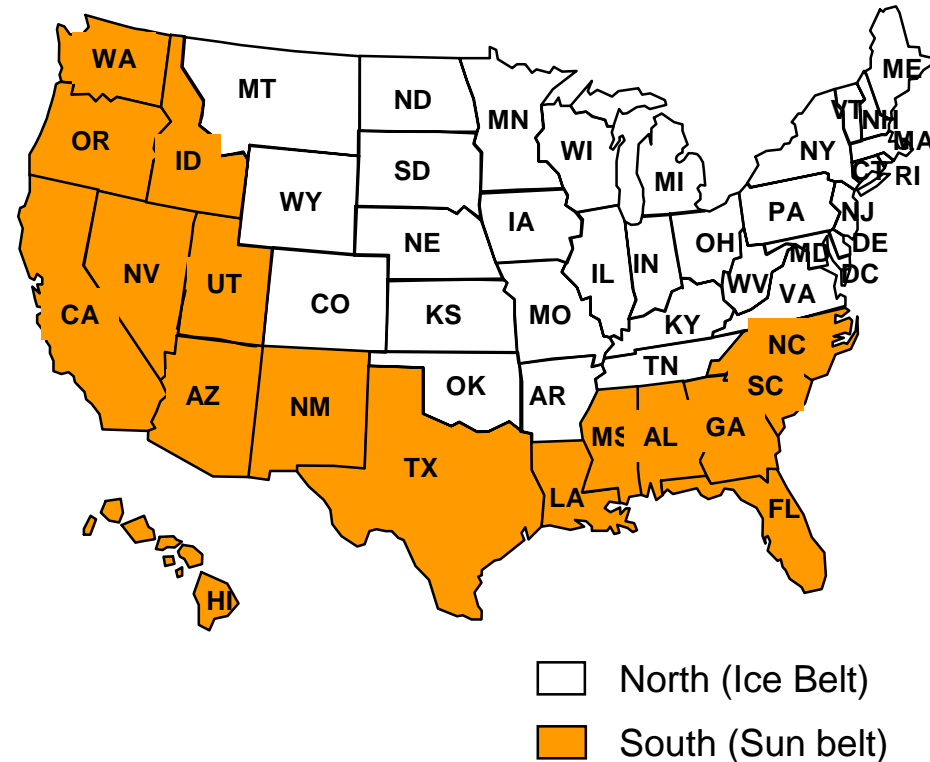 WA
MT
ND
MN
ME
VT
NH
MA
OR
ID
SD
WI
MI
NY
CT
RI
WY
IA
PA
NJ
NE
OH
MD
DE
NV
UT
CO
IL
IN
WV
DC
VA
CA
KS
MO
KY
NC
TN
AZ
NM
OK
AR
SC
TX
MS
AL
GA
LA
FL
HI
North (Ice Belt)
South (Sun belt)